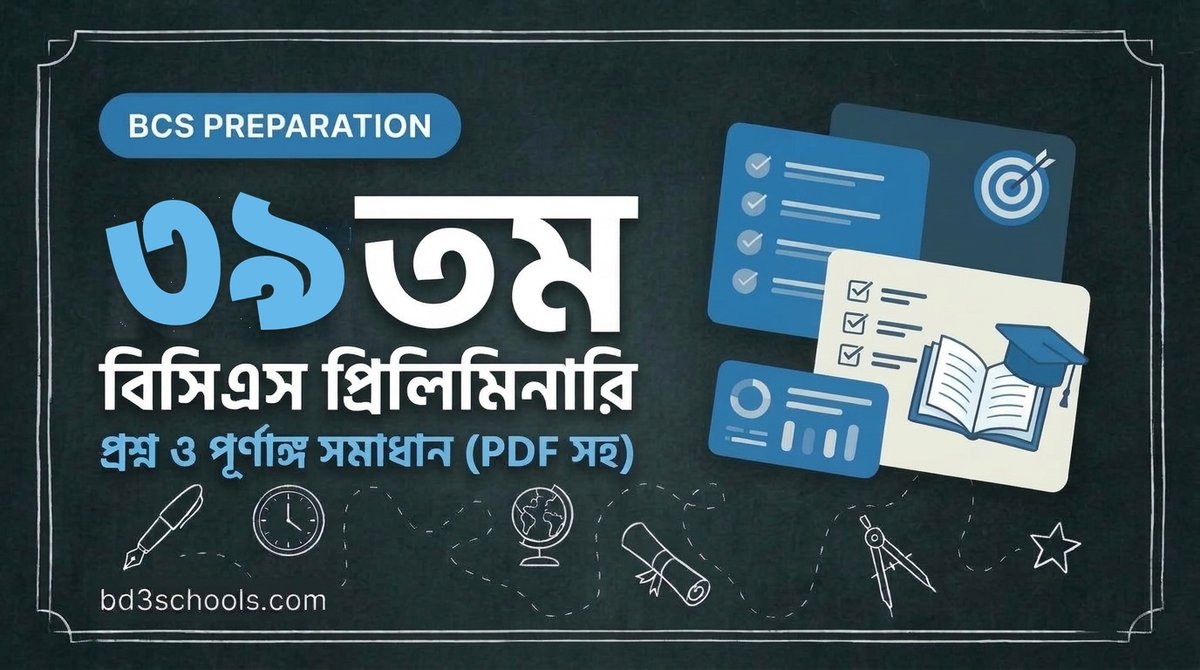 BCS PREPARATION
৩৯তম
বিসিএস প্রিলিমিনারি
প্রশ্ন ও পূর্ণাঙ্গ সমাধান (PDF সহ)
bd3schools.com